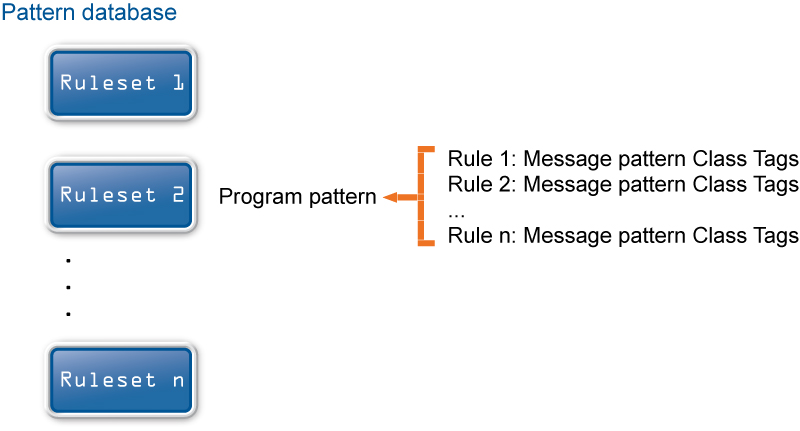 Pattern database
Ruleset 1
Ruleset 2
Program pattern
Rule 1: Message pattern Class Tags
Rule 2: Message pattern Class Tags
...
Rule n: Message pattern Class Tags
Ruleset n